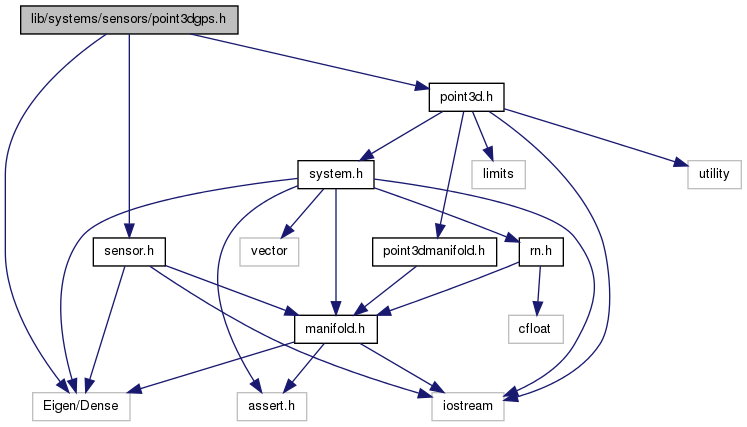 lib/systems/sensors/point3dgps.h
point3d.h
system.h
limits
utility
sensor.h
vector
point3dmanifold.h
rn.h
manifold.h
cfloat
Eigen/Dense
assert.h
iostream